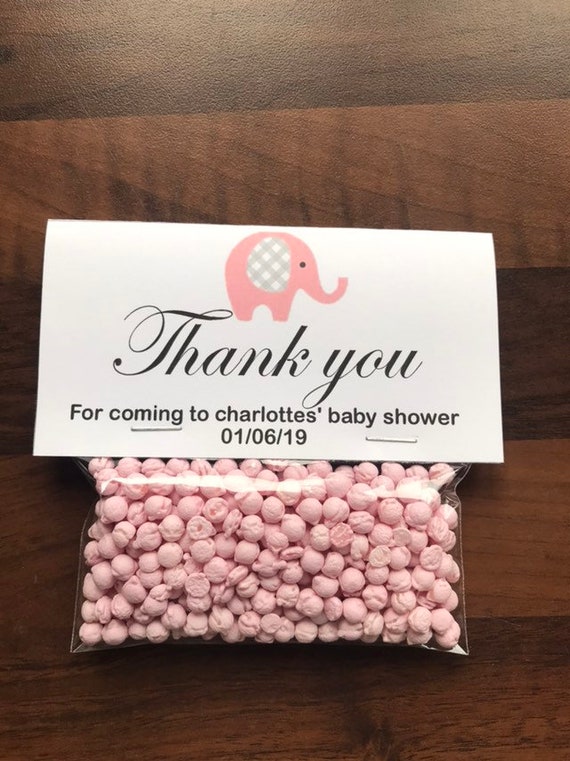 Thank you
For coming to charlottes' baby shower
01/06/19